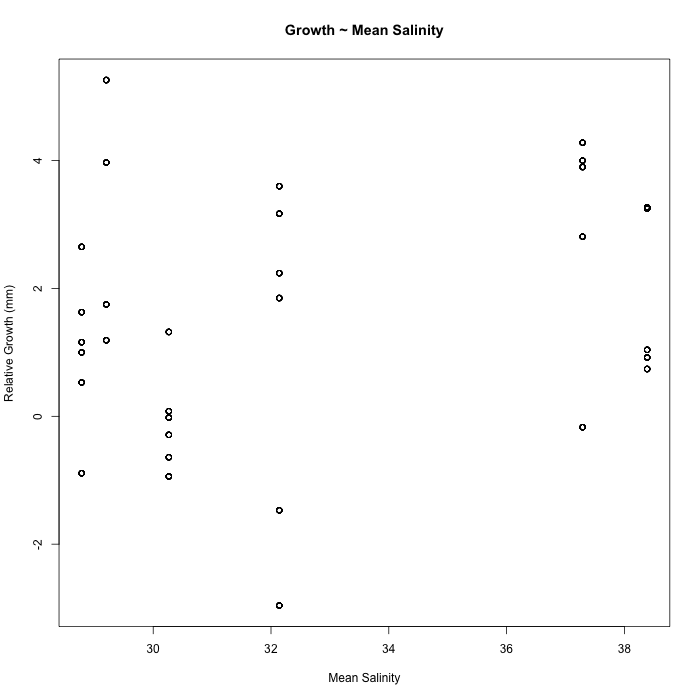 Growth ~ Mean Salinity
Relative Growth (mm)
4
2
0
-2
30 32 34 36 38
Mean Salinity